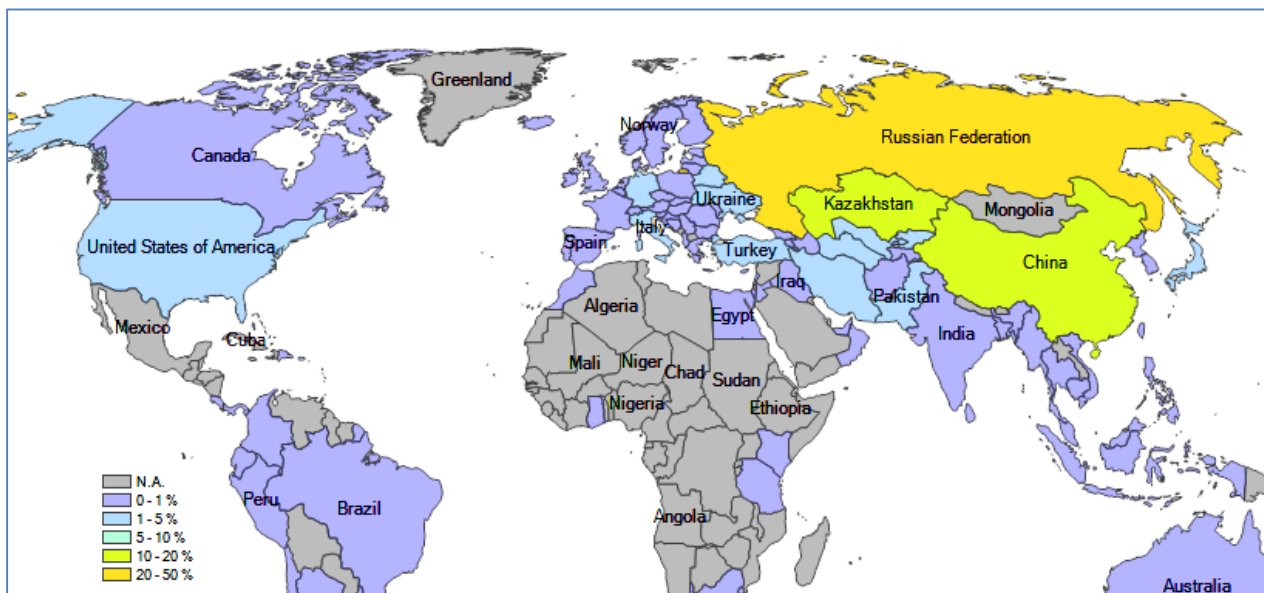 Greenland
Norway
Russian Federation
Canada
Ukraine
Kazakhstan
Mongolia
United States of America
Italy
Spain
Turkey
China
Iraq
Pakistan
Algeria
Egypt
India
Mexico
Cuba
Mali
Niger
Chad
Sudan
Nigeria
Ethiopia
Peru
Brazil
Angola
Australia
N.A.
0 - 1 %
1 - 5 %
5 - 10 %
10 - 20 %
20 - 50 %